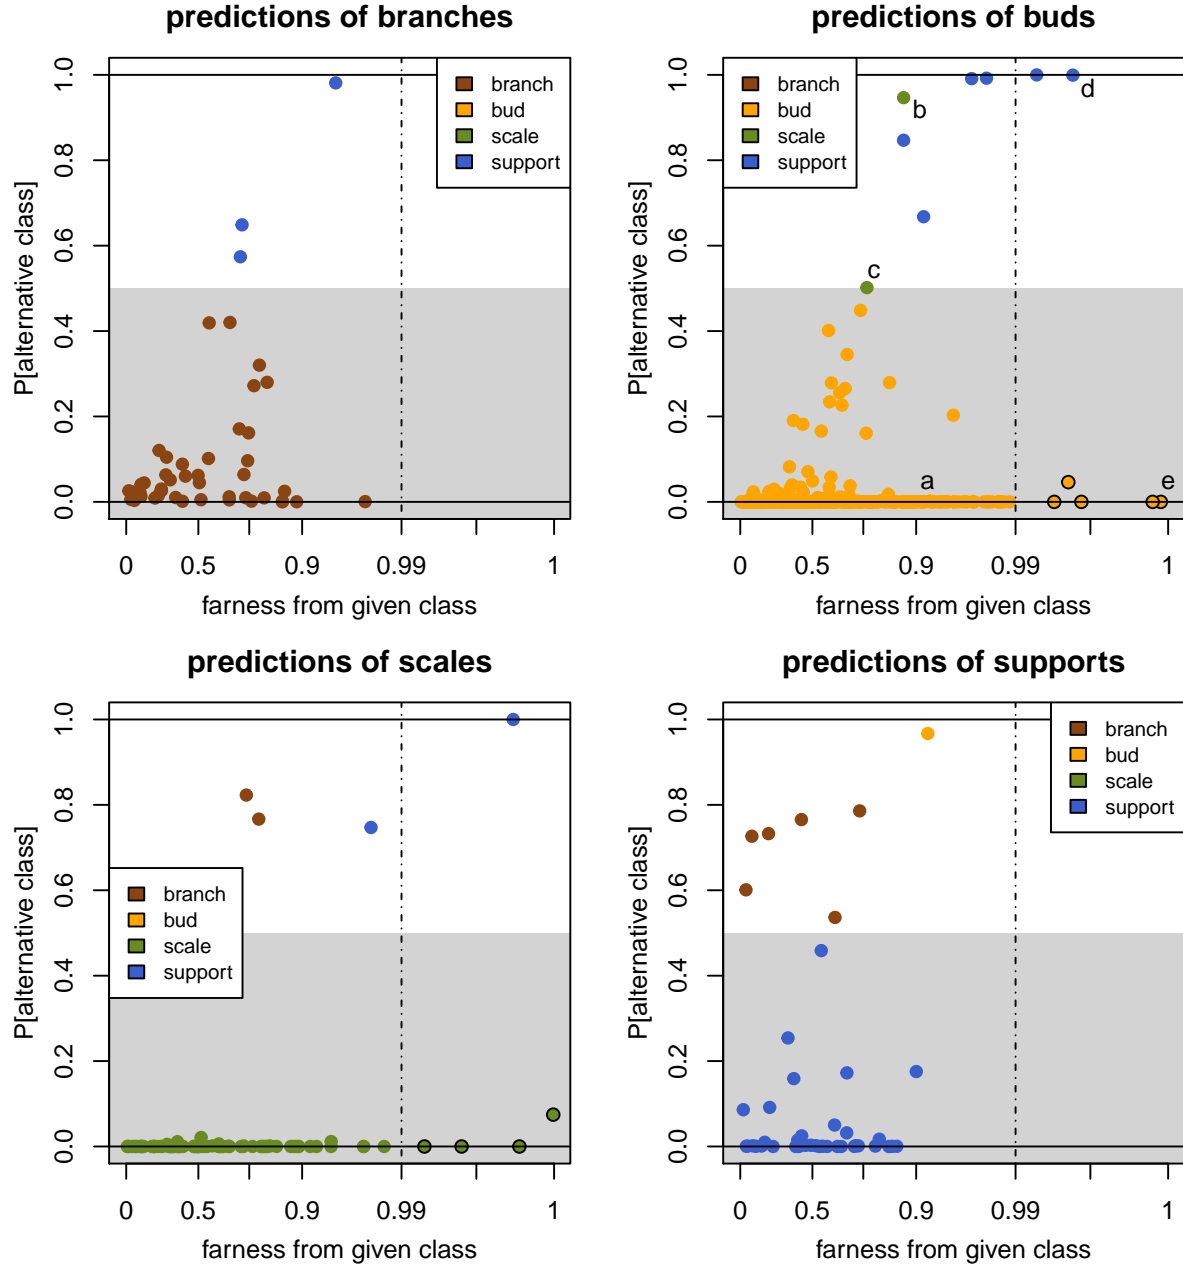 predictions of branches
P[alternative class]
1.0
0.8
0.6
0.4
0.2
0.0
branch
bud
scale
support
0 0.5 0.9 0.99 1
farness from given class
predictions of buds
P[alternative class]
1.0
0.8
0.6
0.4
0.2
0.0
branch
bud
scale
support
d
b
c
a
e
0 0.5 0.9 0.99 1
farness from given class
predictions of scales
P[alternative class]
1.0
0.8
0.6
0.4
0.2
0.0
branch
bud
scale
support
0 0.5 0.9 0.99 1
farness from given class
predictions of supports
P[alternative class]
1.0
0.8
0.6
0.4
0.2
0.0
branch
bud
scale
support
0 0.5 0.9 0.99 1
farness from given class